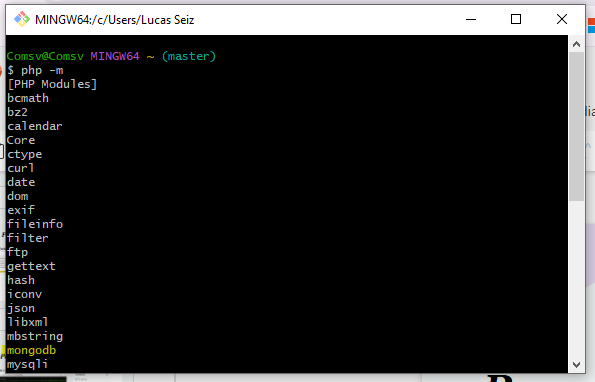 MINGW64:/c/Users/Lucas Seiz
Comsv@Comsv MINGW64 ~ (master)
$ php -m
[PHP Modules]
bcmath
bz2
calendar
Core
ctype
curl
date
dom
exif
fileinfo
filter
ftp
gettext
hash
iconv
json
libxml
mbstring
mongodb
mysqli